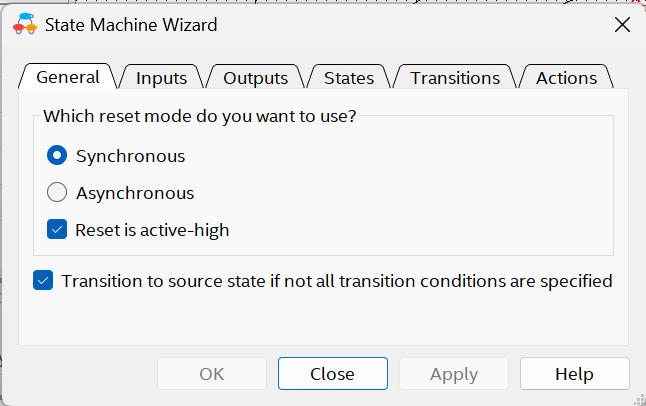 State Machine Wizard
General
Inputs
Outputs
States
Transitions
Actions
Which reset mode do you want to use?
Synchronous
Asynchronous
Reset is active-high
Transition to source state if not all transition conditions are specified
OK
Close
Apply
Help